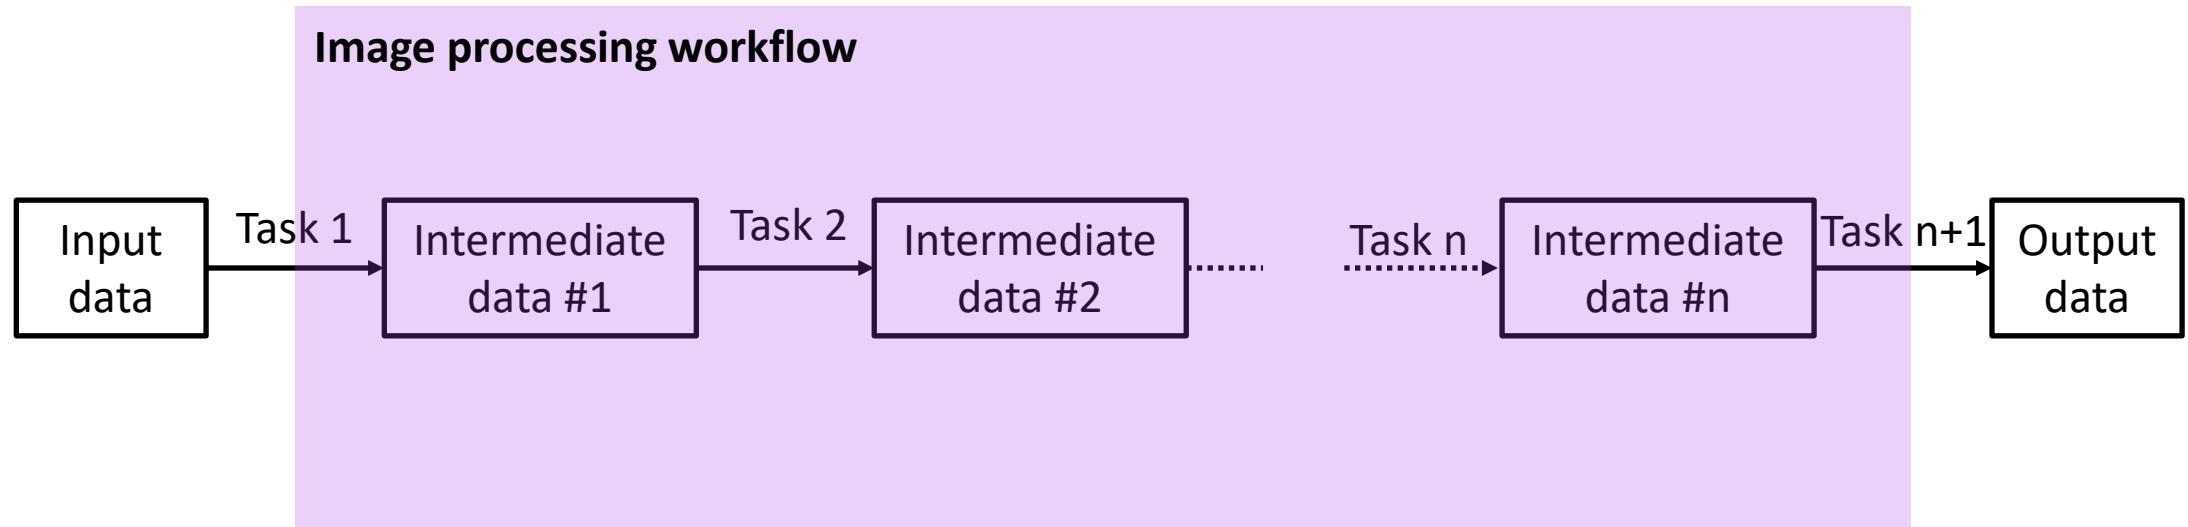 Image processing workflow
Input
data
Task 1
Intermediate
data #1
Task 2
Intermediate
data #2
Task n
Intermediate
data #n
Task n+1
Output
data